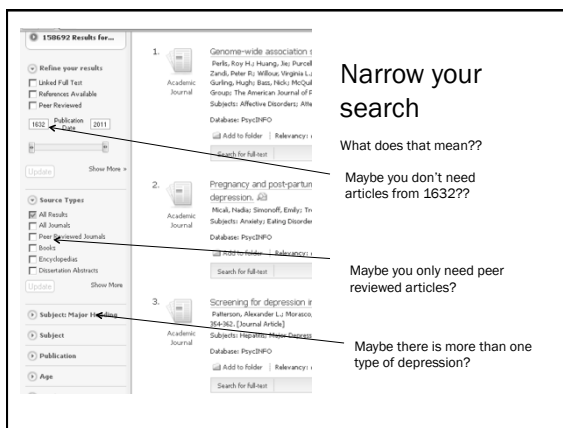 158692 Results for...
Refine your results
Linked Full Text
References Available
Peer Reviewed
1632 Publication Date 2011
Update Show More »
Source Types
All Results
All Journals
Peer Reviewed Journals
Books
Encyclopedias
Dissertation Abstracts
Update Show More
Subject: Major Heading
Subject
Publication
Age
1.
Academic
Journal
Genome-wide association s
Perlis, Roy H.; Huang, Jie; Purcell
Zandi, Peter P.; Willour, Virginia L.;
Gurling, Hugh; Bass, Nick; McQuil
Group; The American Journal of P
Subjects: Affective Disorders; Alle
Database: PsycINFO
Add to folder | Relevancy:
Search for full-text
2.
Academic
Journal
Pregnancy and post-partun
depression.
Micali, Nadia; Simonoff, Emily; Tre
Subjects: Anxiety; Eating Disorde
Database: PsycINFO
Add to folder | Relevancy:
Search for full-text
3.
Academic
Journal
Screening for depression in
Patterson, Alexander L.; Morasco,
354-362. [Journal Article]
Subjects: Hepatitis; Major Depress
Database: PsycINFO
Add to folder | Relevancy:
Search for full-text
Narrow your
search
What does that mean??
Maybe you don't need
articles from 1632??
Maybe you only need peer
reviewed articles?
Maybe there is more than one
type of depression?